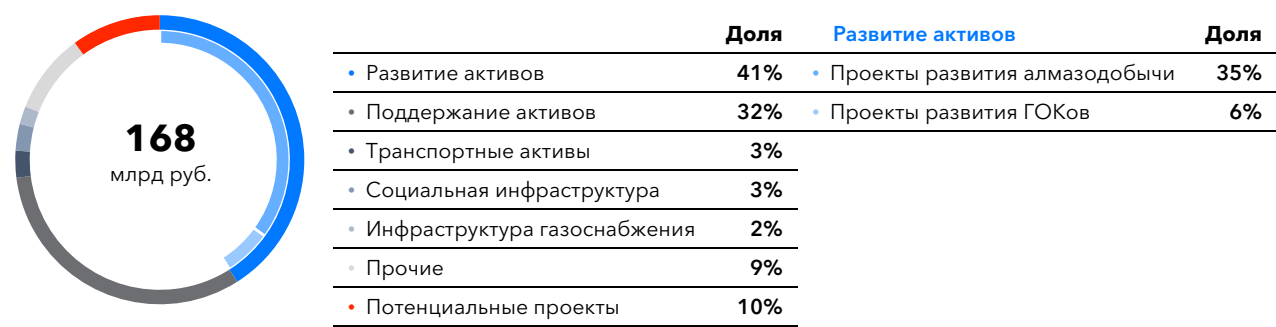 168
млрд руб.
Доля
Развитие активов 41%
Поддержание активов 32%
Транспортные активы 3%
Социальная инфраструктура 3%
Инфраструктура газоснабжения 2%
Прочие 9%
Потенциальные проекты 10%
Развитие активов Доля
Проекты развития алмазодобычи 35%
Проекты развития ГОКов 6%